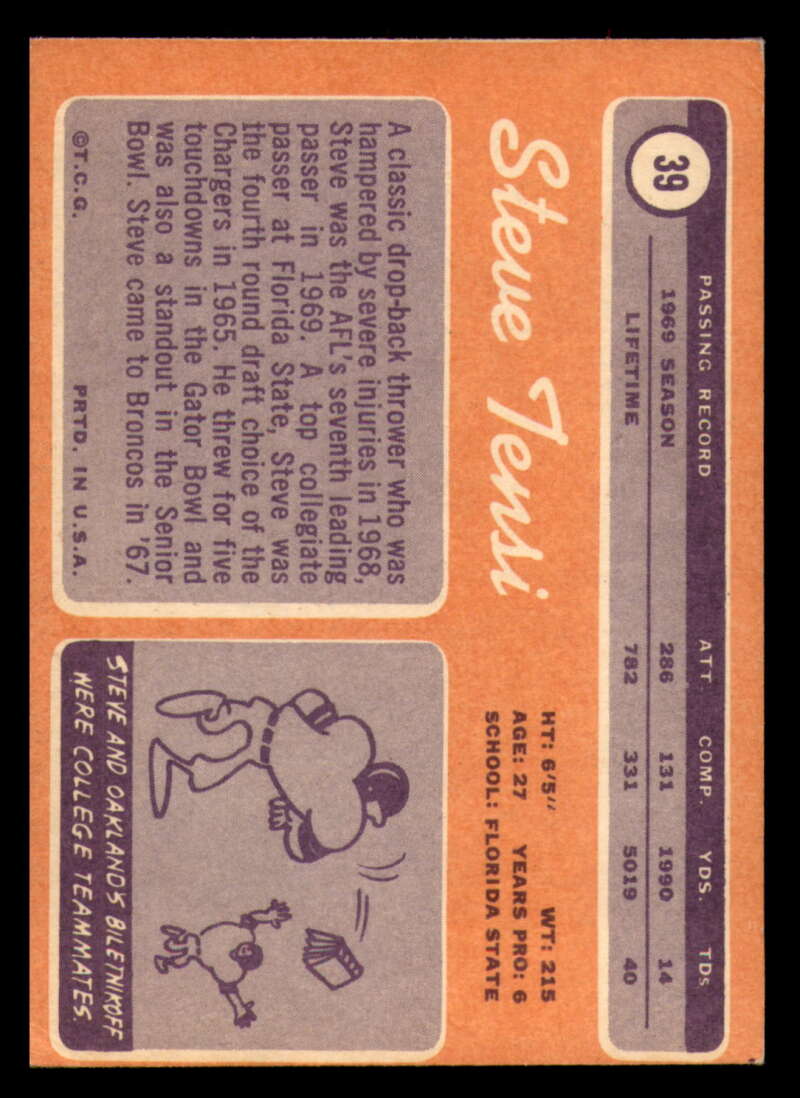 39
PASSING RECORD ATT. COMP. YDS. TDs
1969 SEASON 286 131 1990 14
LIFETIME 782 331 5019 40
Steve Tensi
HT: 6'5" WT: 215
AGE: 27 YEARS PRO: 6
SCHOOL: FLORIDA STATE
A classic drop-back thrower who was
hampered by severe injuries in 1968,
Steve was the AFL's seventh leading
passer in 1969. A top collegiate
passer at Florida State, Steve was
the fourth round draft choice of the
Chargers in 1965. He threw for five
touchdowns in the Gator Bowl and
was also a standout in the Senior
Bowl. Steve came to Broncos in '67.
©T.C.G. PRTD. IN U.S.A.
STEVE AND OAKLAND'S BILETNIKOFF
WERE COLLEGE TEAMMATES.